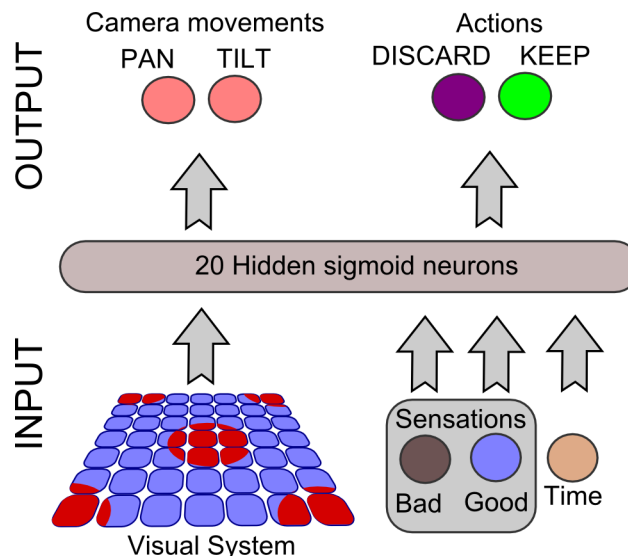 OUTPUT
Camera movements
PAN TILT
Actions
DISCARD KEEP
20 Hidden sigmoid neurons
INPUT
Visual System
Sensations
Bad Good
Time